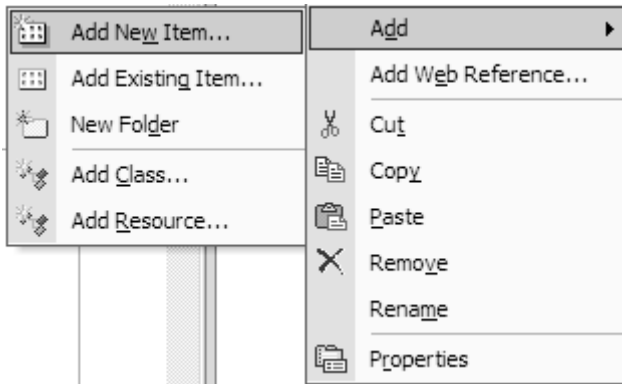 Add New Item...
Add Existing Item...
New Folder
Add Class...
Add Resource...
Add
Add Web Reference...
Cut
Copy
Paste
Remove
Rename
Properties